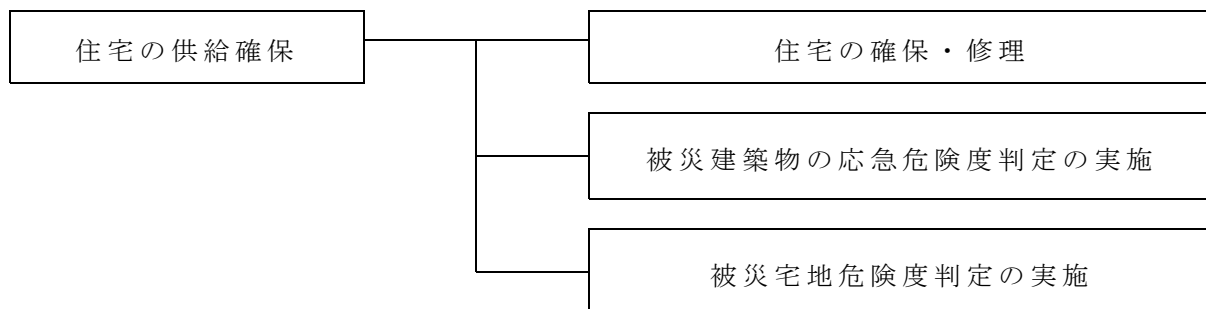 住宅の供給確保
住宅の確保・修理
被災建築物の応急危険度判定の実施
被災宅地危険度判定の実施